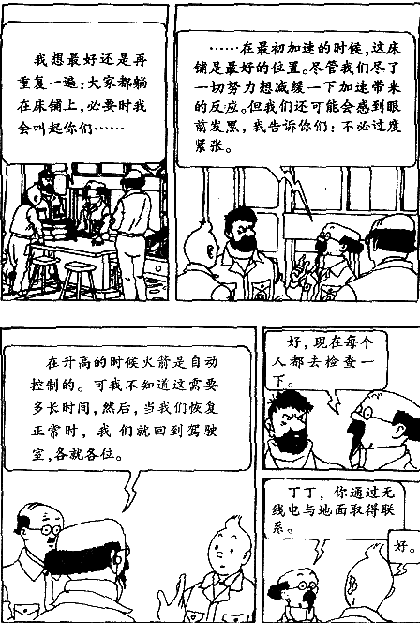 我想最好还是再
重复一遍：大家都躺
在床铺上，必要时我
会叫起你们……
……在最初加速的时候，这床
铺是最好的位置。尽管我们尽了
一切努力想减缓一下加速带来
的反应。但我们还可能会感到眼
前发黑，我告诉你们：不必过度
紧张。
在升高的时候火箭是自动
控制的。可我不知道这需要
多长时间，然后，当我们恢复
正常时，我们就回到驾驶
室，各就各位。
好，现在每个
人都去检查一
下。
丁丁，你通过无
线电与地面取得联
系。
好。